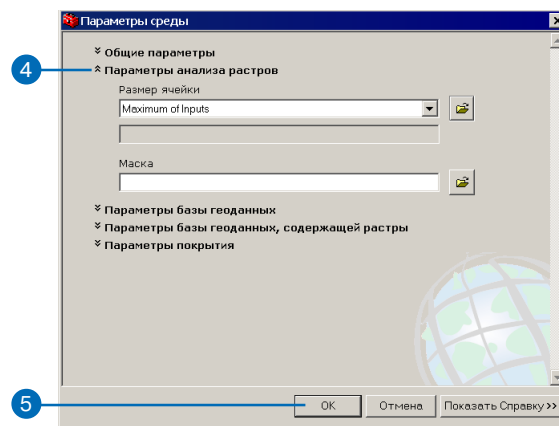 Параметры среды
Общие параметры
4
Параметры анализа растров
Размер ячейки
Maximum of Inputs
Маска
Параметры базы геоданных
Параметры базы геоданных, содержащей растры
Параметры покрытия
5
OK
Отмена
Показать Справку >>